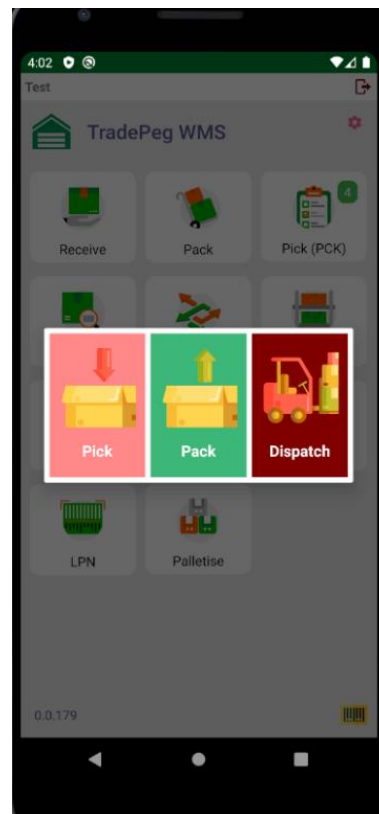 4:02
Test
TradePeg WMS
4
Receive
Pack
Pick (PCK)
Pick
Pack
Dispatch
LPN
Palletise
0.0.179